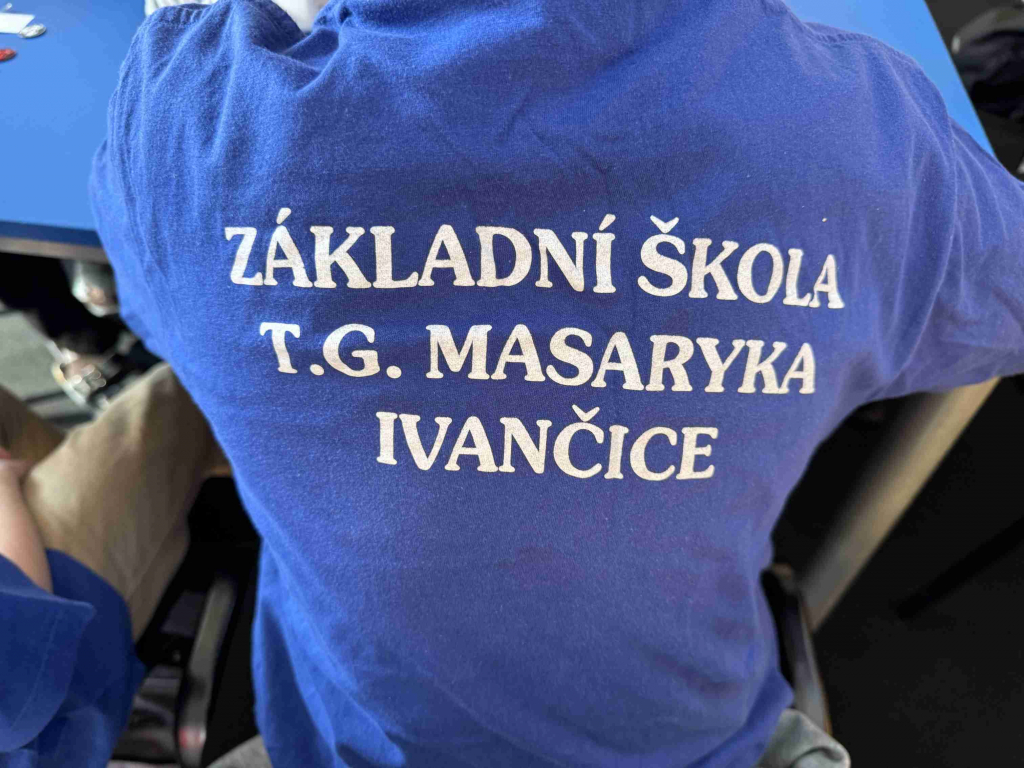 ZÁKLADNÍ ŠKOLA
T.G. MASARYKA
IVANČICE